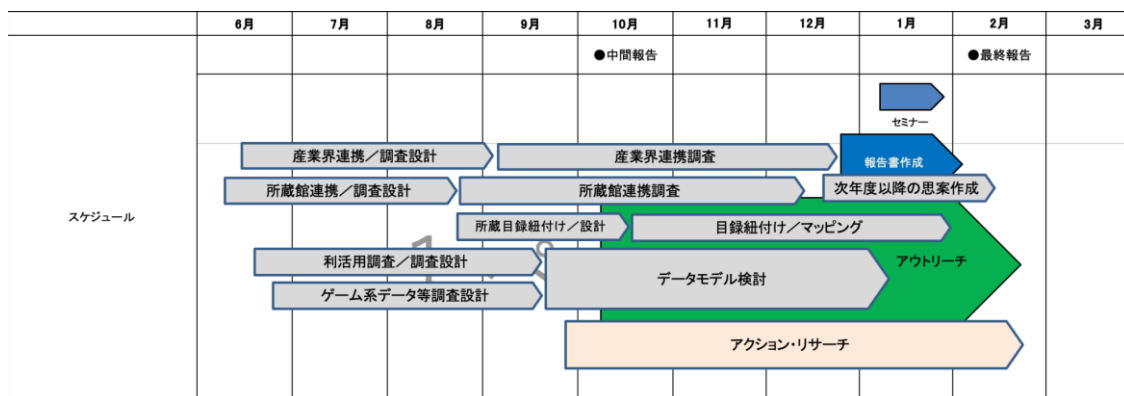 6月 7月 8月 9月 10月 11月 12月 1月 2月 3月
●中間報告 ●最終報告
セミナー
産業界連携／調査設計 産業界連携調査 報告書作成
所蔵館連携／調査設計 所蔵館連携調査 次年度以降の思案作成
スケジュール 所蔵目録紐付け／設計 目録紐付け／マッピング
利活用調査／調査設計 データモデル検討 アウトリーチ
ゲーム系データ等調査設計
アクション・リサーチ